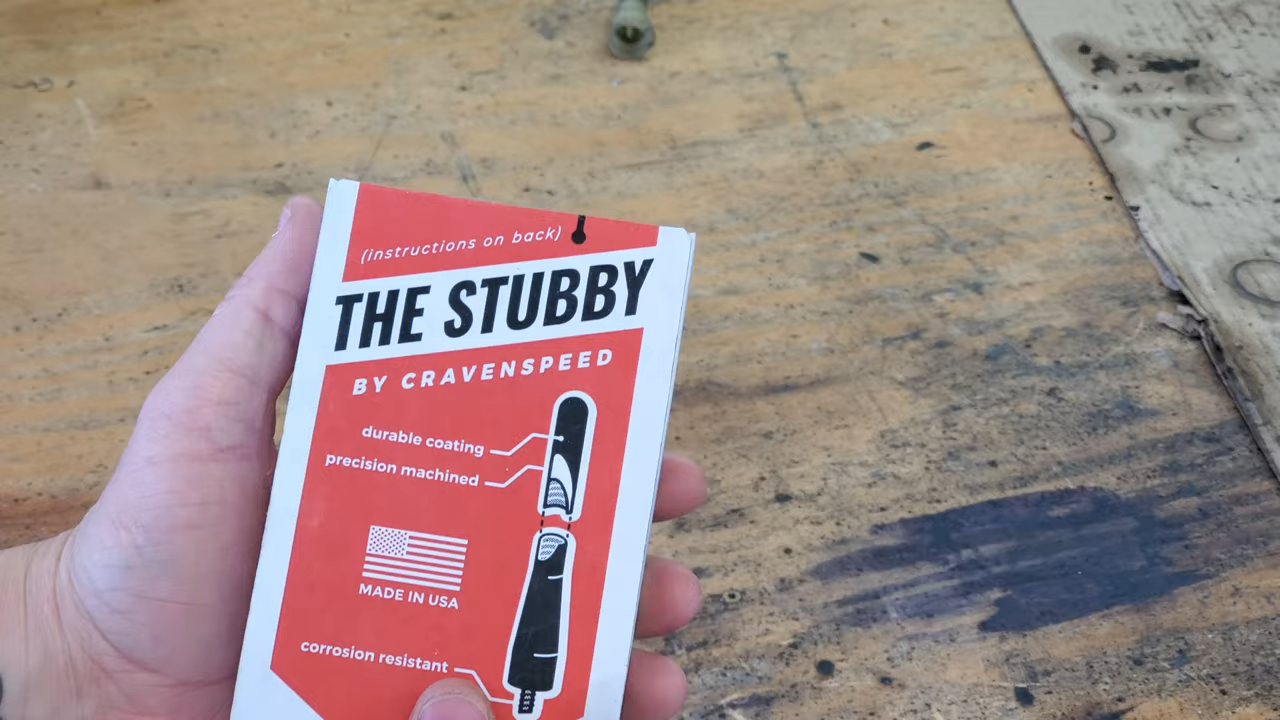 (instructions on back)
THE STUBBY
BY CRAVENSPEED
durable coating
precision machined
MADE IN USA
corrosion resistant